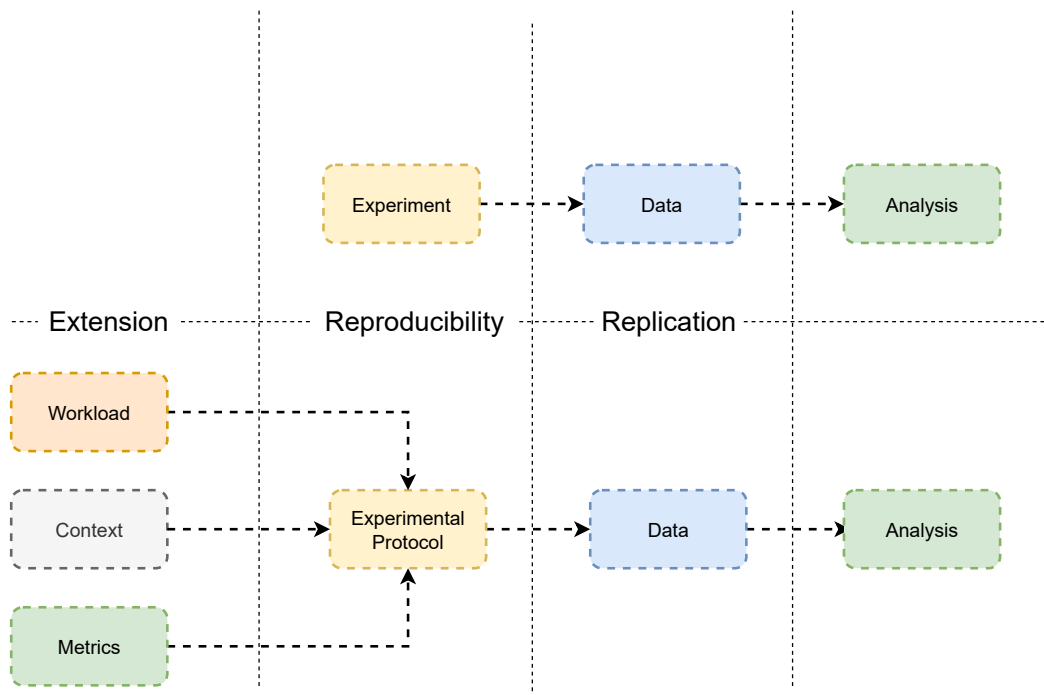 Experiment
Data
Analysis
Extension
Reproducibility
Replication
Workload
Context
Experimental
Protocol
Data
Analysis
Metrics